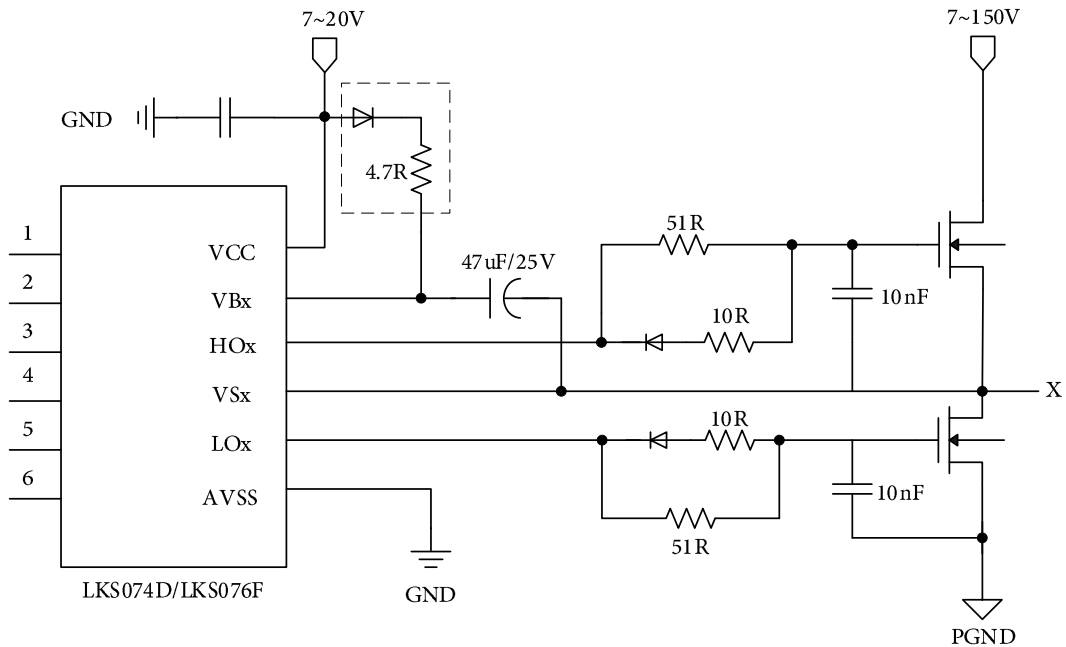 7~20V
7~150V
GND
4.7R
51R
1
VCC
47uF/25V
2
VBx
10nF
10R
3
HOx
4
VSx
X
10R
5
LOx
6
AVSS
10nF
51R
LKS074D/LKS076F
GND
PGND